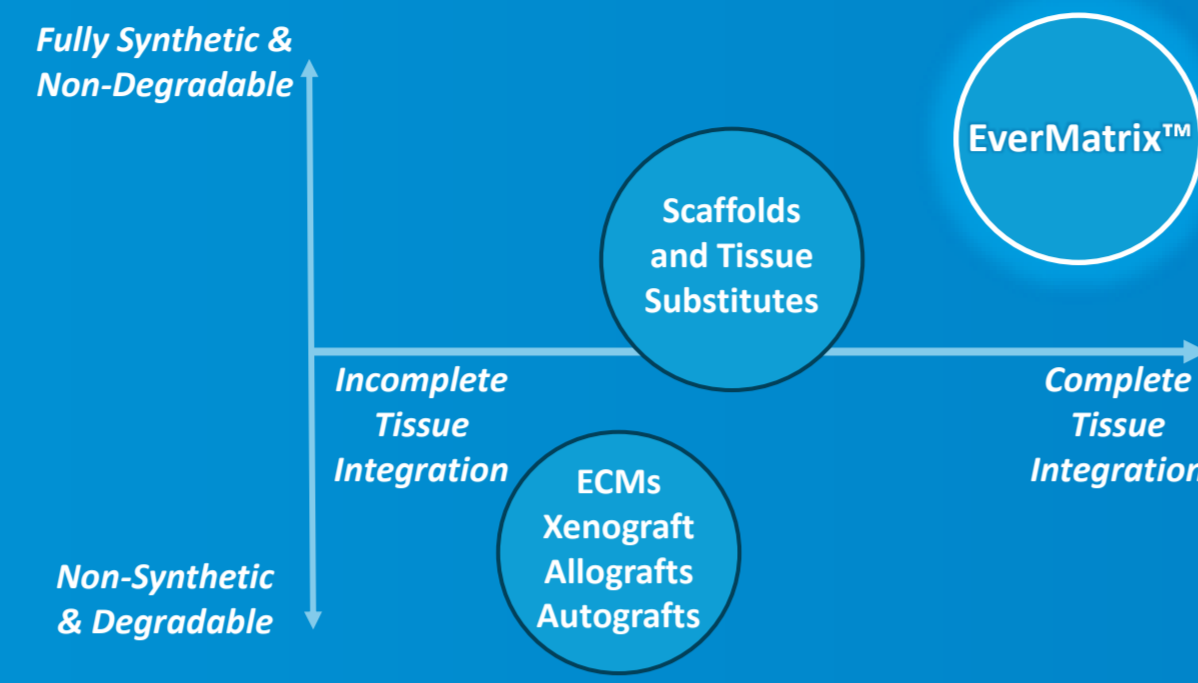 Fully Synthetic &
Non-Degradable
EverMatrix™
Scaffolds
and Tissue
Substitutes
Incomplete
Tissue
Integration
Complete
Tissue
Integration
ECMs
Xenograft
Allografts
Autografts
Non-Synthetic
& Degradable